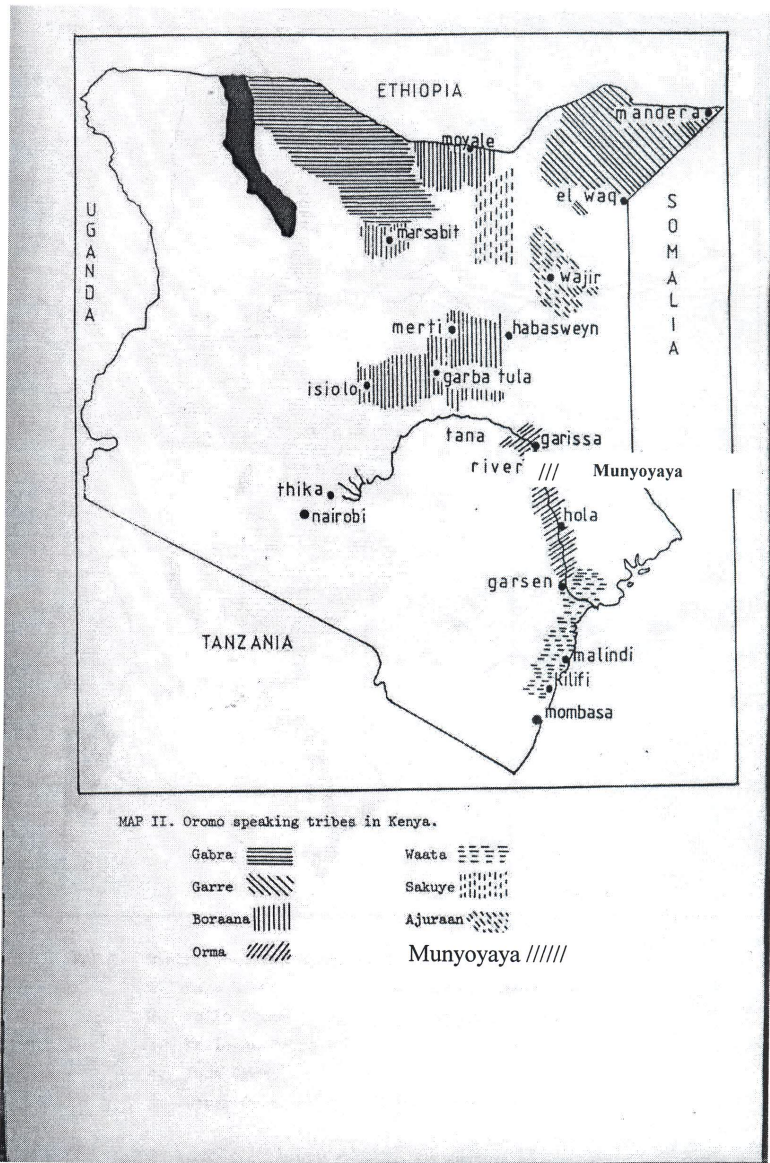 ETHIOPIA
mandera
moyale
el waq
UGANDA
SOMALIA
marsabit
wajir
merti
habasweyn
garba tula
isiolo
tana
river
garissa
/// Munyoyaya
thika
nairobi
hola
garsen
TANZANIA
malindi
kilifi
mombasa
MAP II. Oromo speaking tribes in Kenya.
Gabra
Waata
Garre
Sakuye
Boraana
Ajuraan
Orma
Munyoyaya //////